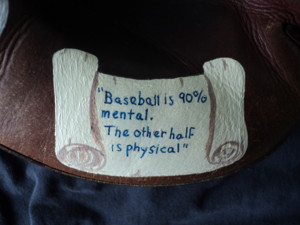 "Baseball is 90%
mental.
The other half
is physical"